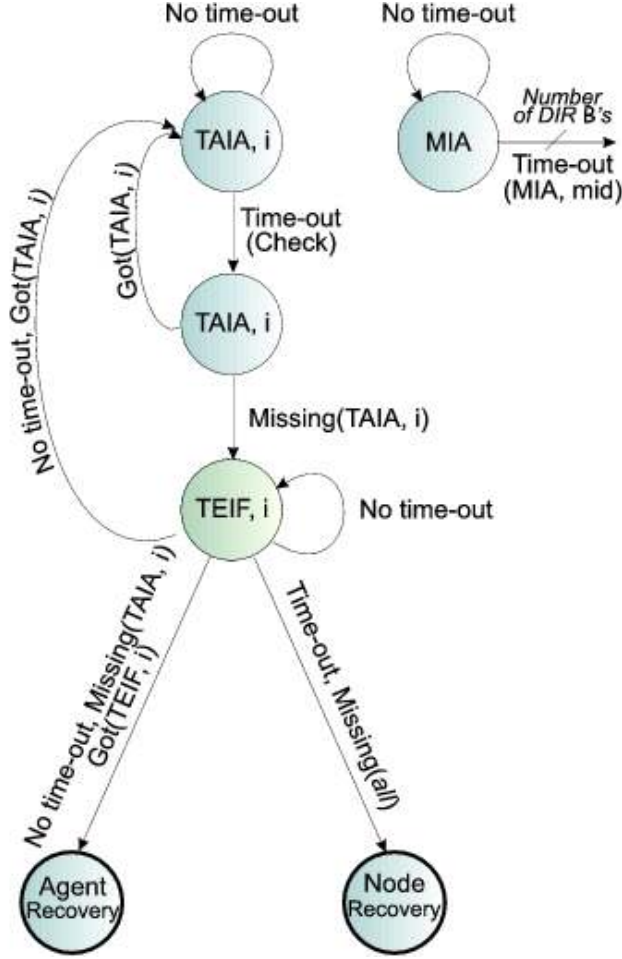 No time-out
No time-out
TAIA, i
MIA
Number
of DIR B's
Time-out
(MIA, mid)
Got(TAIA, i)
Time-out
(Check)
No time-out, Got(TAIA, i)
TAIA, i
Missing(TAIA, i)
TEIF, i
No time-out
No time-out, Missing(TAIA, i)
Got(TEIF, i)
Time-out, Missing(all)
Agent
Recovery
Node
Recovery